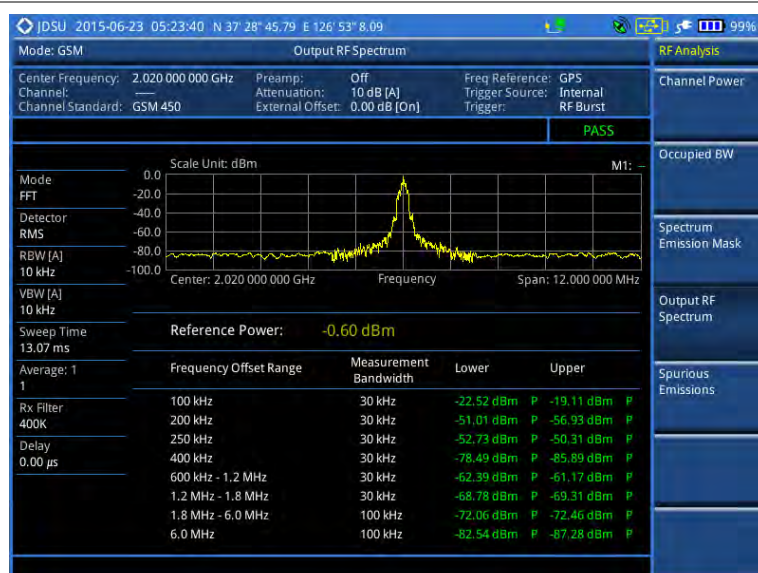 JDSU 2015-06-23 05:23:40 N 37° 28" 45.79 E 126° 53" 8.09 99%
Mode: GSM Output RF Spectrum RF Analysis
Center Frequency: 2.020 000 000 GHz Preamp: Off Freq Reference: GPS
Channel: ---- Attenuation: 10 dB [A] Trigger Source: Internal
Channel Standard: GSM 450 External Offset: 0.00 dB [On] Trigger: RF Burst
PASS
Scale Unit: dBm M1: --
0.0
-20.0
-40.0
-60.0
-80.0
-100.0
Center: 2.020 000 000 GHz Frequency Span: 12.000 000 MHz
Mode
FFT
Detector
RMS
RBW [A]
10 kHz
VBW [A]
10 kHz
Sweep Time
13.07 ms
Average: 1
1
Rx Filter
400K
Delay
0.00 µs
Reference Power: -0.60 dBm
Frequency Offset Range Measurement Bandwidth Lower Upper
100 kHz 30 kHz -22.52 dBm P -19.11 dBm P
200 kHz 30 kHz -51.01 dBm P -56.93 dBm P
250 kHz 30 kHz -52.73 dBm P -50.31 dBm P
400 kHz 30 kHz -78.49 dBm P -85.89 dBm P
600 kHz - 1.2 MHz 30 kHz -62.39 dBm P -61.17 dBm P
1.2 MHz - 1.8 MHz 30 kHz -68.78 dBm P -69.31 dBm P
1.8 MHz - 6.0 MHz 100 kHz -72.06 dBm P -72.46 dBm P
6.0 MHz 100 kHz -82.54 dBm P -87.28 dBm P
Channel Power
Occupied BW
Spectrum
Emission Mask
Output RF
Spectrum
Spurious
Emissions